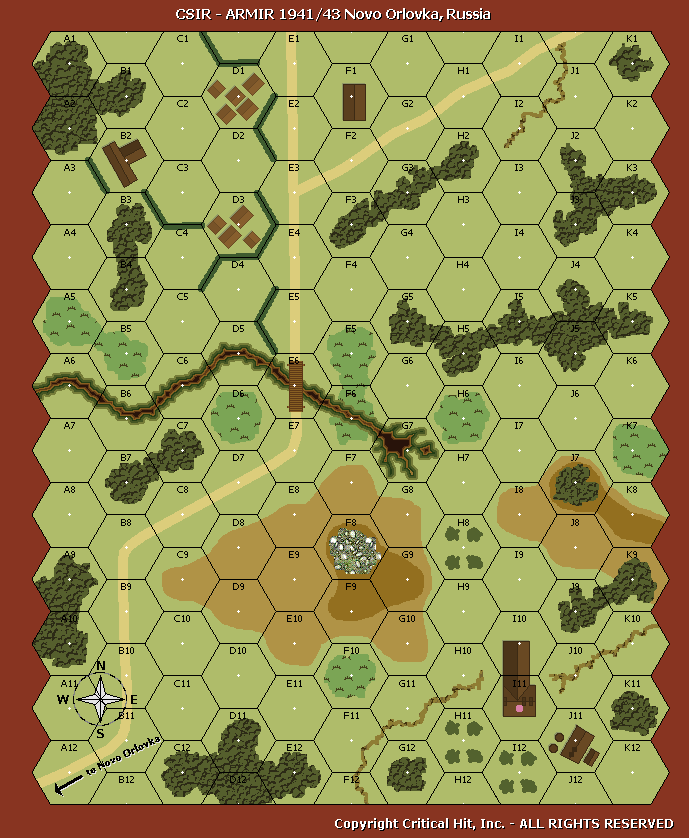 CSIR - ARMIR 1941/43 Novo Orlovka, Russia
A1 C1 E1 G1 I1 K1
B1 D1 F1 H1 J1
A2 C2 E2 G2 I2 K2
B2 D2 F2 H2 J2
A3 C3 E3 G3 I3 K3
B3 D3 F3 H3 J3
A4 C4 E4 G4 I4 K4
B4 D4 F4 H4 J4
A5 C5 E5 G5 I5 K5
B5 D5 F5 H5 J5
A6 C6 E6 G6 I6 K6
B6 D6 F6 H6 J6
A7 C7 E7 G7 I7 K7
B7 D7 F7 H7 J7
A8 C8 E8 G8 I8 K8
B8 D8 F8 H8 J8
A9 C9 E9 G9 I9 K9
B9 D9 F9 H9 J9
A10 C10 E10 G10 I10 K10
B10 D10 F10 H10 J10
N
A11 C11 E11 G11 I11 K11
W E
B11 D11 F11 H11 J11
S
A12 C12 E12 G12 I12 K12
to Novo Orlovka
B12 D12 F12 H12 J12
Copyright Critical Hit, Inc. - ALL RIGHTS RESERVED